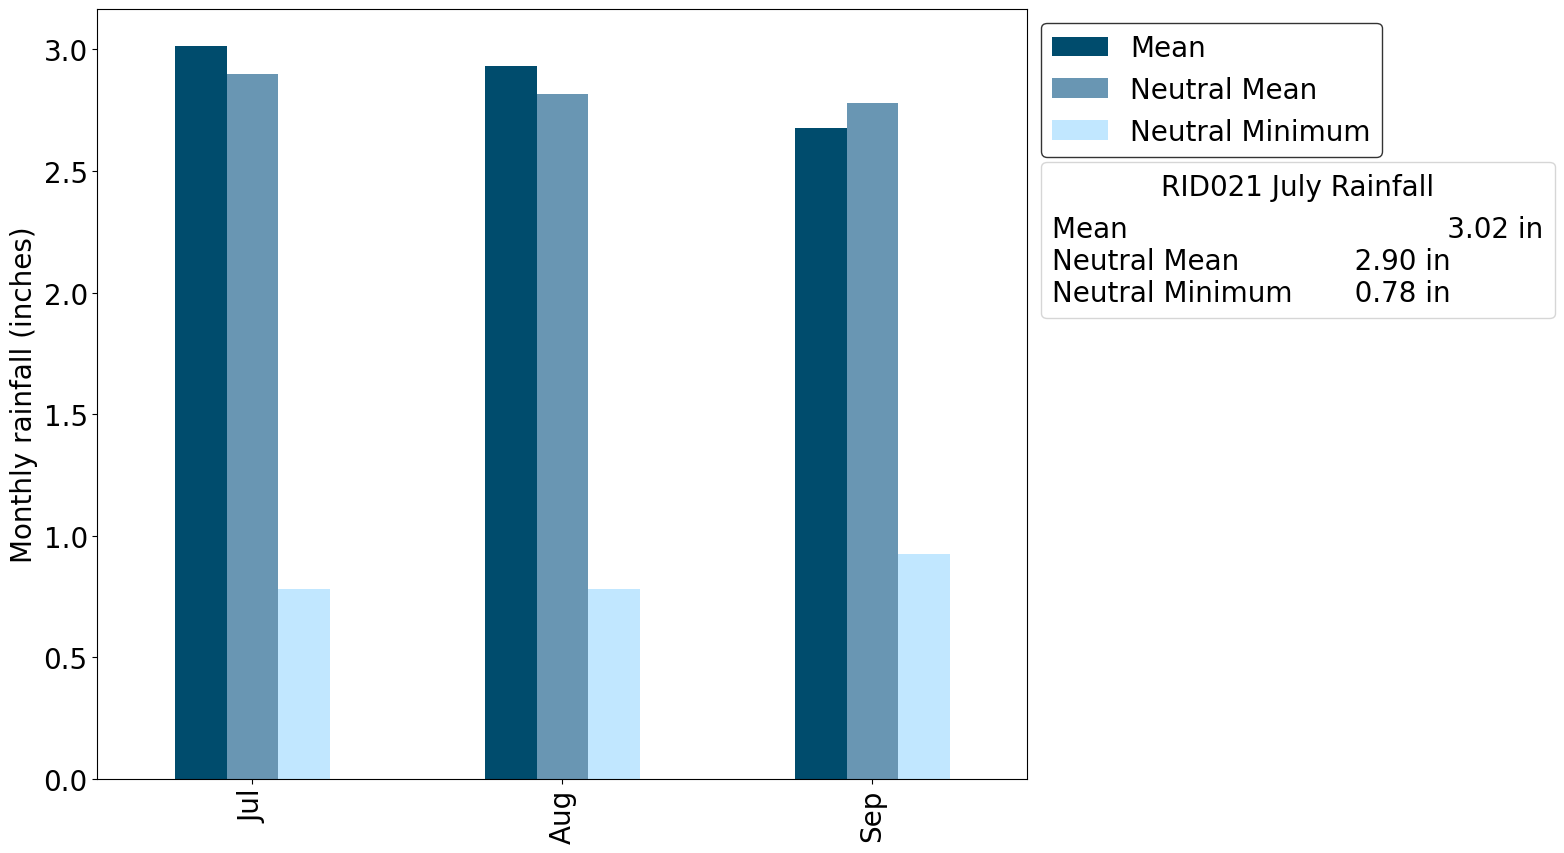 Monthly rainfall (inches)
3.0
2.5
2.0
1.5
1.0
0.5
0.0
Jul
Aug
Sep
Mean
Neutral Mean
Neutral Minimum
RID021 July Rainfall
Mean 3.02 in
Neutral Mean 2.90 in
Neutral Minimum 0.78 in